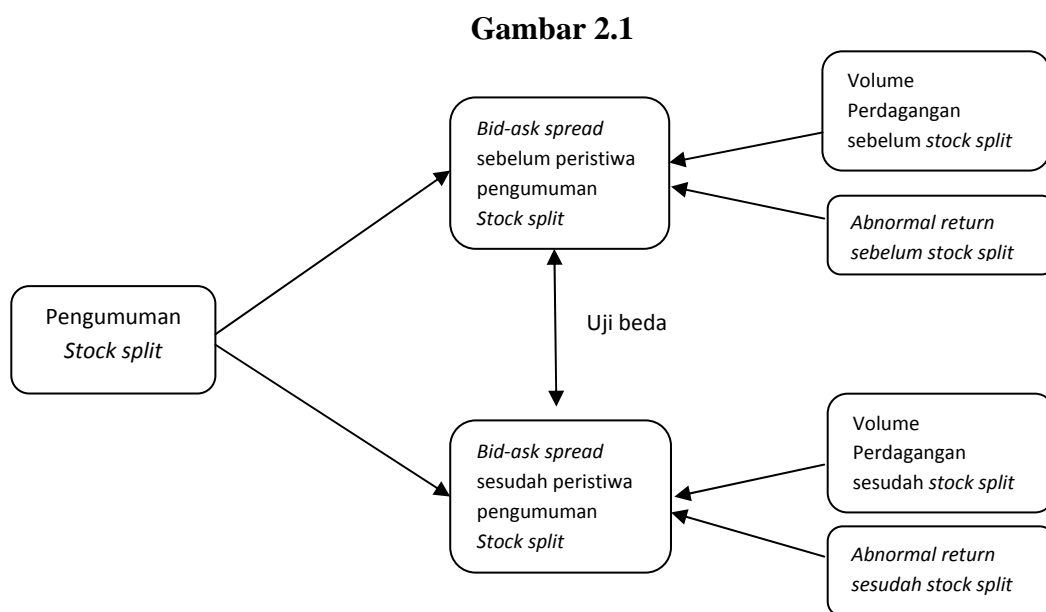 Gambar 2.1
Pengumuman
Stock split
Bid-ask spread
sebelum peristiwa
pengumuman
Stock split
Uji beda
Bid-ask spread
sesudah peristiwa
pengumuman
Stock split
Volume
Perdagangan
sebelum stock split
Abnormal return
sebelum stock split
Volume
Perdagangan
sesudah stock split
Abnormal return
sesudah stock split